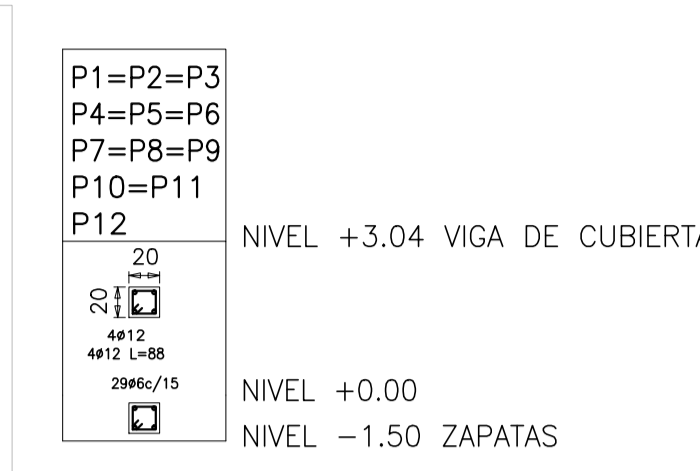 P1=P2=P3
P4=P5=P6
P7=P8=P9
P10=P11
P12
NIVEL +3.04 VIGA DE CUBIERTA
20
20
4ø12
4ø12 L=88
29ø6c/15
NIVEL +0.00
NIVEL −1.50 ZAPATAS